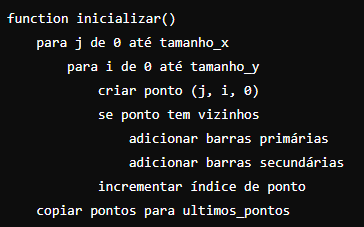 function inicializar()
para j de 0 até tamanho_x
para i de 0 até tamanho_y
criar ponto (j, i, 0)
se ponto tem vizinhos
adicionar barras primárias
adicionar barras secundárias
incrementar índice de ponto
copiar pontos para ultimos_pontos